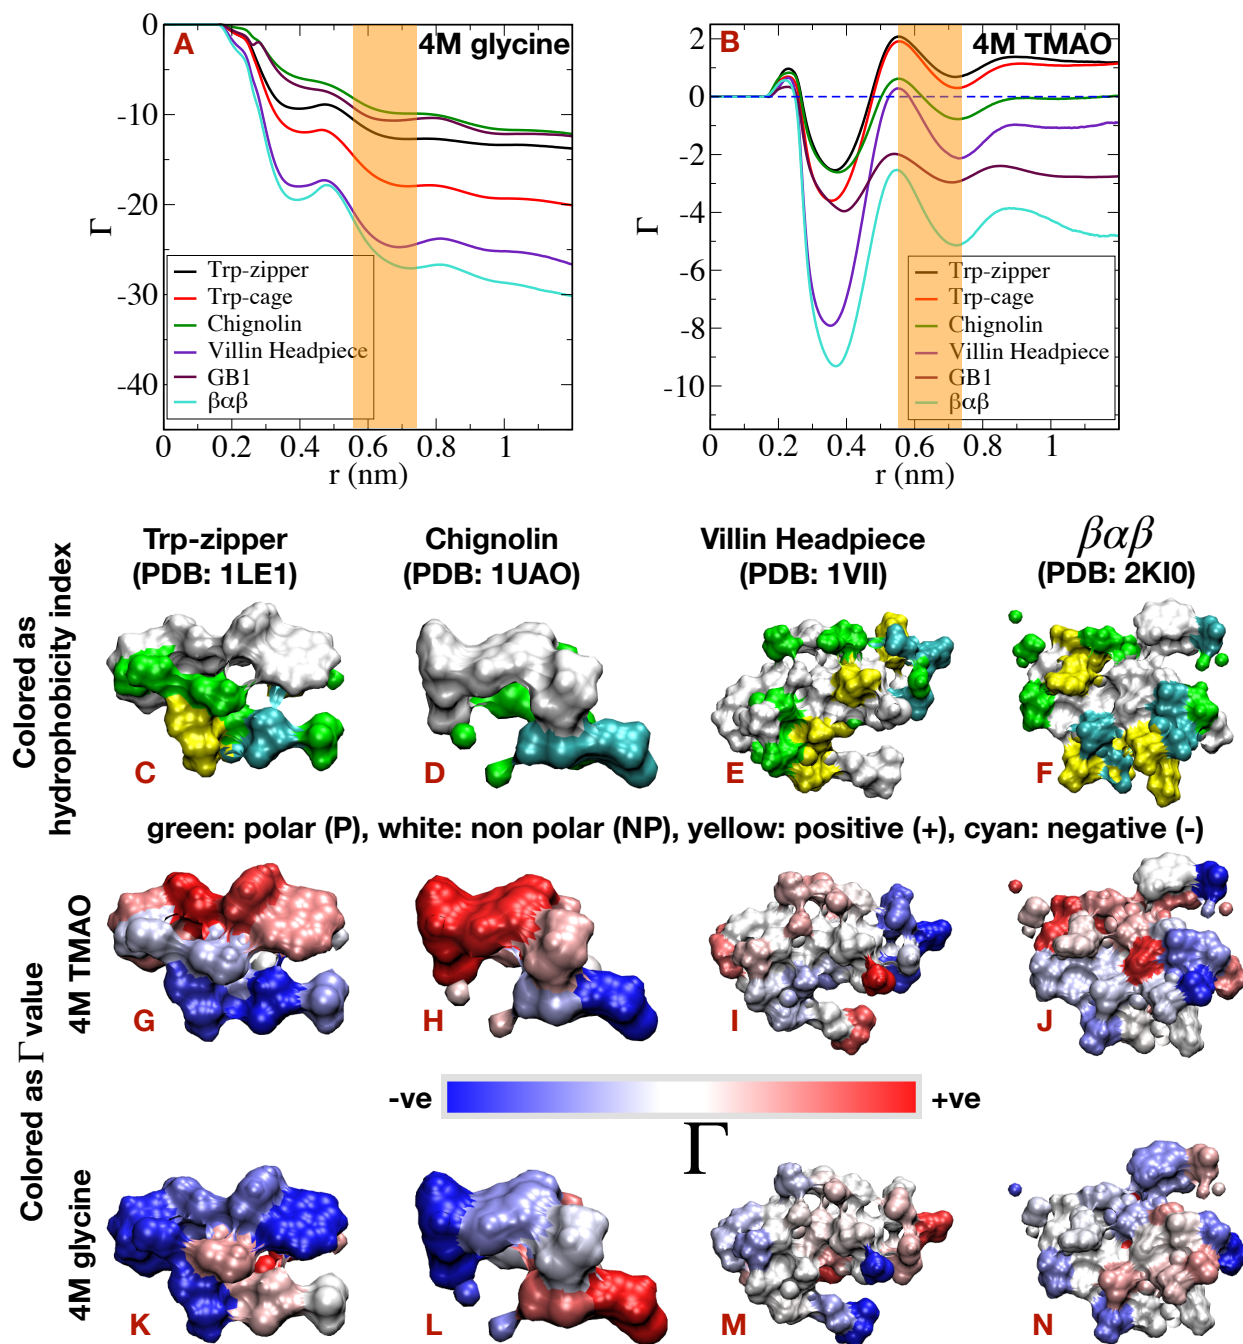 A
4M glycine
0
-10
-20
-30
-40
Γ
Trp-zipper
Trp-cage
Chignolin
Villin Headpiece
GB1
βαβ
0 0.2 0.4 0.6 0.8 1
r (nm)
B
4M TMAO
2
0
-2
-4
-6
-8
-10
Γ
Trp-zipper
Trp-cage
Chignolin
Villin Headpiece
GB1
βαβ
0 0.2 0.4 0.6 0.8 1
r (nm)
Trp-zipper
(PDB: 1LE1)
Chignolin
(PDB: 1UAO)
Villin Headpiece
(PDB: 1VII)
βαβ
(PDB: 2KI0)
Colored as
hydrophobicity index
C
D
E
F
green: polar (P), white: non polar (NP), yellow: positive (+), cyan: negative (-)
Colored as Γ value
4M TMAO
G
H
I
J
-ve
+ve
Γ
4M glycine
K
L
M
N